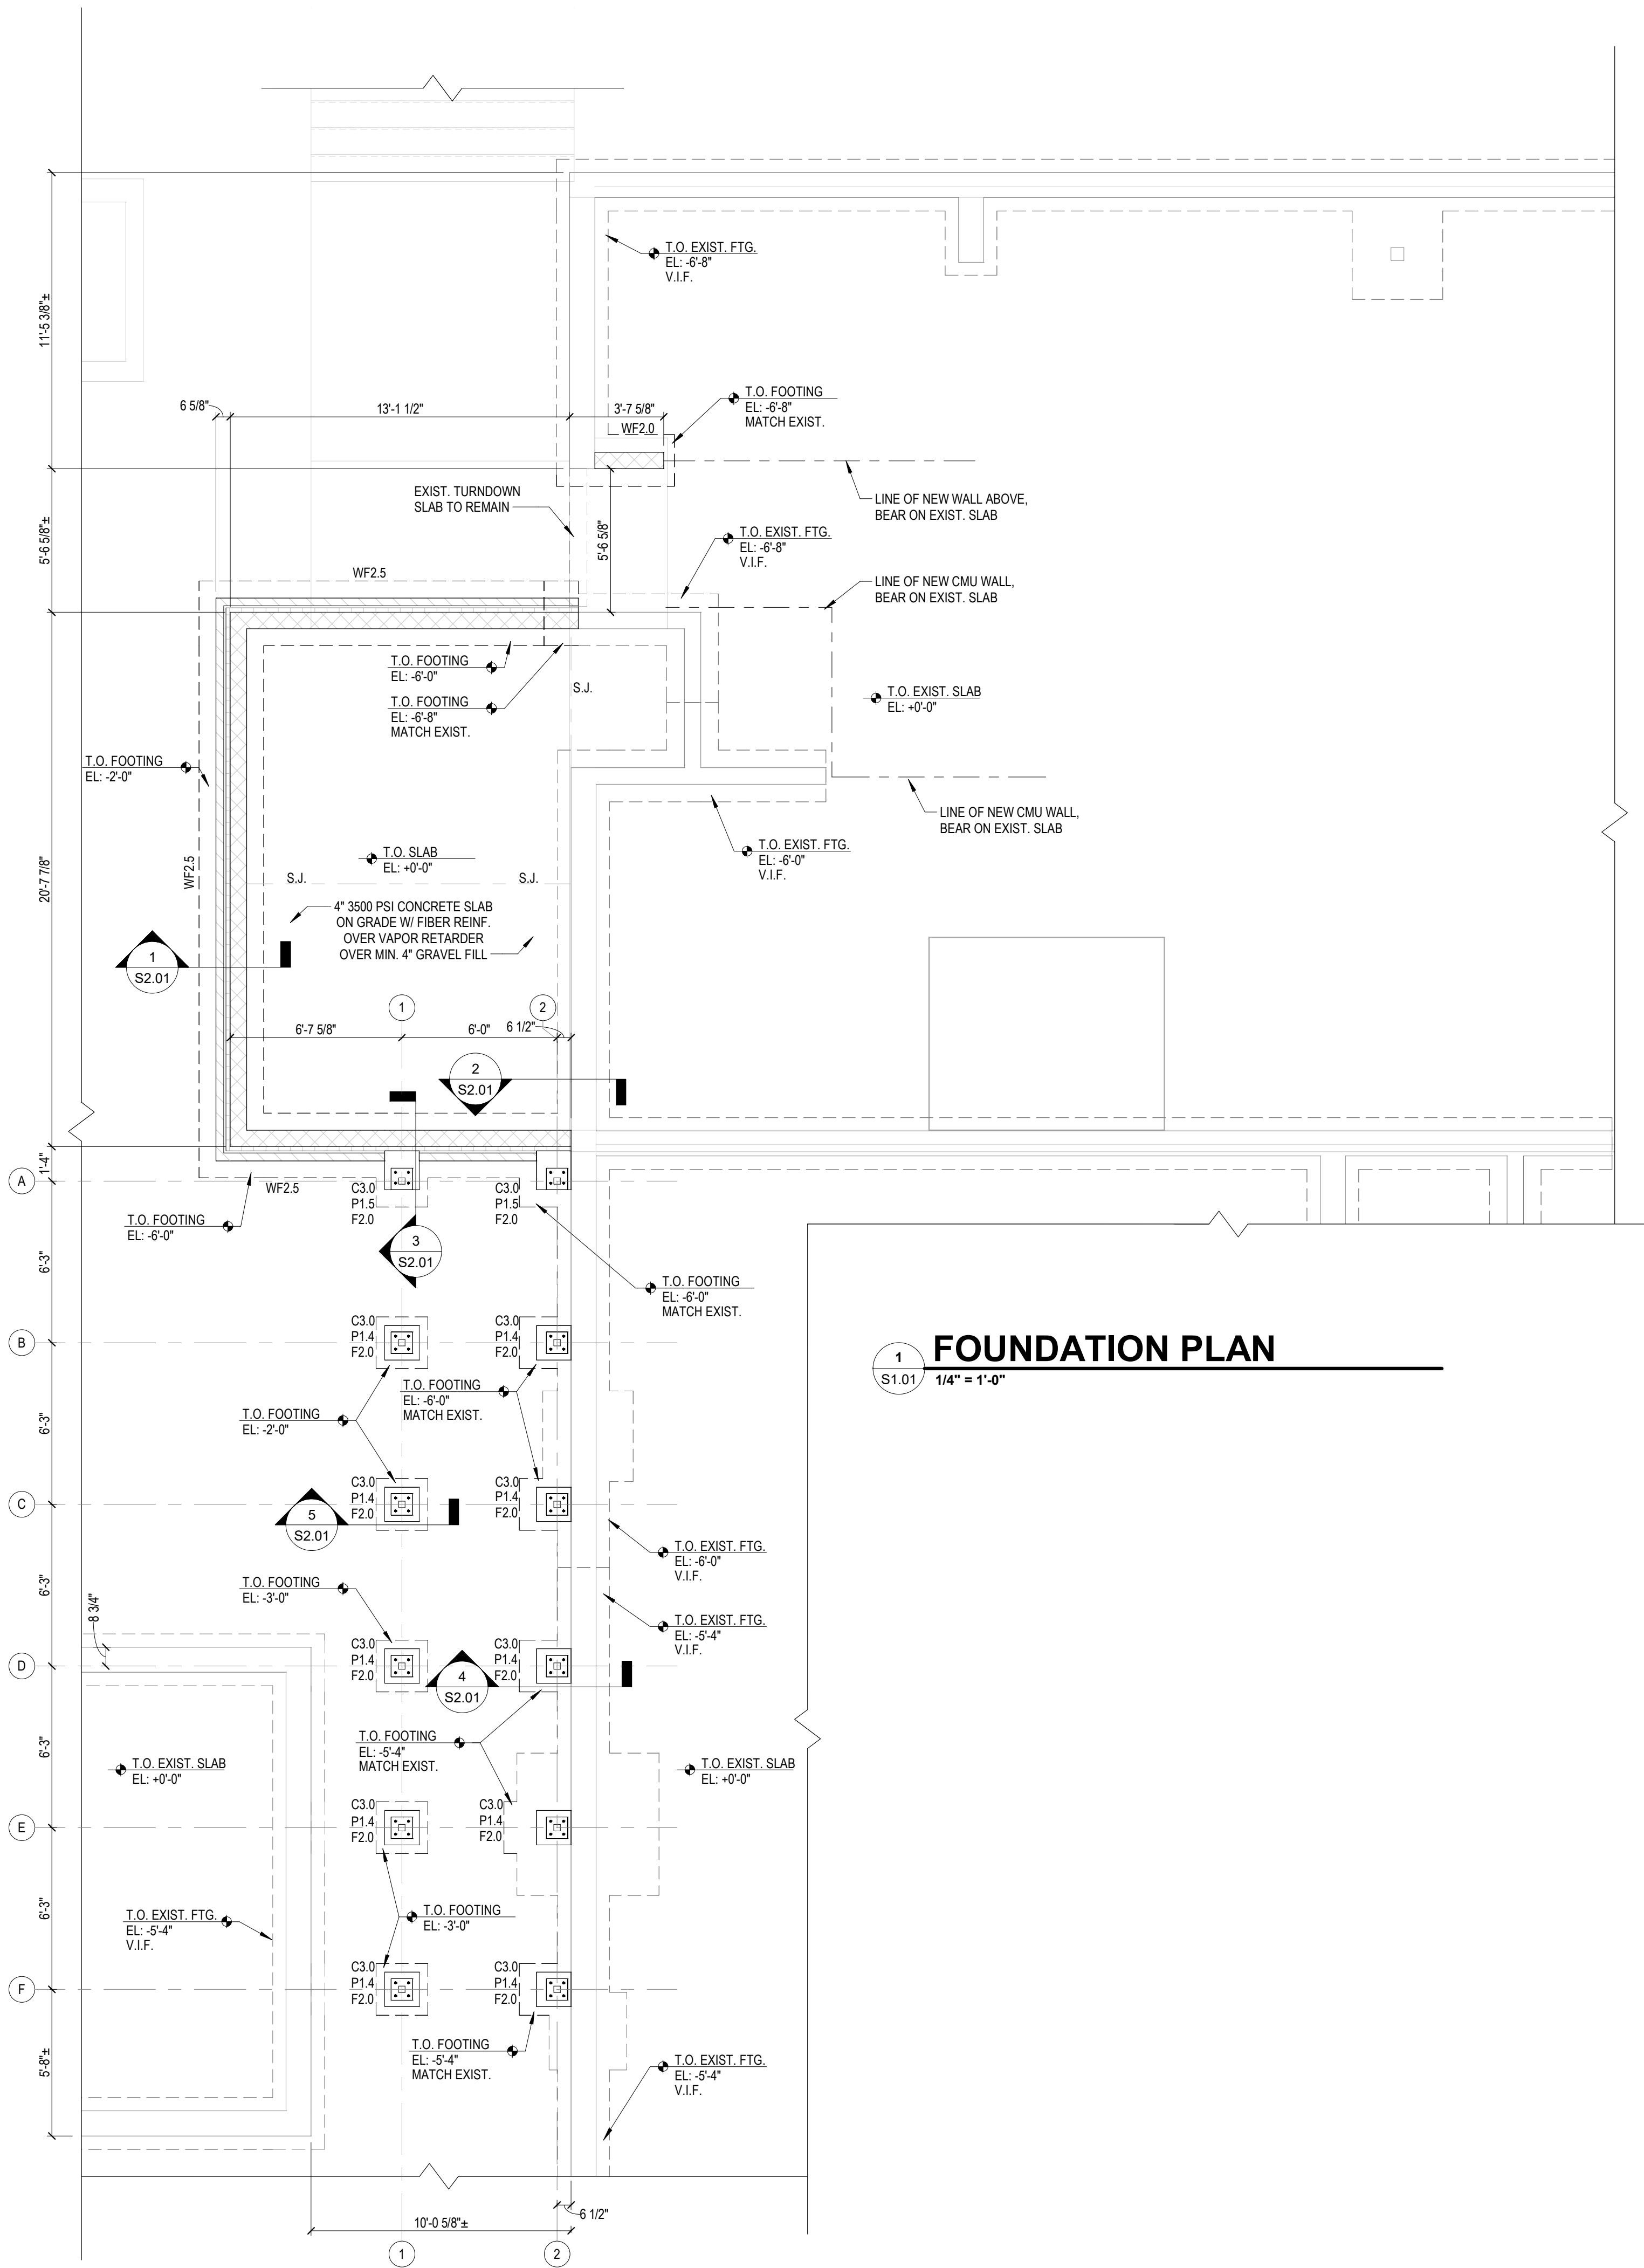 T.O. EXIST. FTG.
EL: -6'-8"
V.I.F.
11'-5 3/8"±
6 5/8"
13'-1 1/2"
3'-7 5/8"
WF2.0
T.O. FOOTING
EL: -6'-8"
MATCH EXIST.
EXIST. TURNDOWN
SLAB TO REMAIN
LINE OF NEW WALL ABOVE,
BEAR ON EXIST. SLAB
5'-6 5/8"±
5'-6 5/8"
T.O. EXIST. FTG.
EL: -6'-8"
V.I.F.
WF2.5
LINE OF NEW CMU WALL,
BEAR ON EXIST. SLAB
T.O. FOOTING
EL: -6'-0"
S.J.
T.O. EXIST. SLAB
EL: +0'-0"
T.O. FOOTING
EL: -6'-8"
MATCH EXIST.
T.O. FOOTING
EL: -2'-0"
LINE OF NEW CMU WALL,
BEAR ON EXIST. SLAB
20'-7 7/8"
WF2.5
T.O. SLAB
EL: +0'-0"
T.O. EXIST. FTG.
EL: -6'-0"
V.I.F.
S.J.
S.J.
4" 3500 PSI CONCRETE SLAB
ON GRADE W/ FIBER REINF.
OVER VAPOR RETARDER
OVER MIN. 4" GRAVEL FILL
1
S2.01
1
2
6'-7 5/8"
6'-0"
6 1/2"
2
S2.01
1'-4"
A
WF2.5
C3.0
P1.5
F2.0
C3.0
P1.5
F2.0
T.O. FOOTING
EL: -6'-0"
3
S2.01
6'-3"
T.O. FOOTING
EL: -6'-0"
MATCH EXIST.
B
C3.0
P1.4
F2.0
C3.0
P1.4
F2.0
1
S1.01
FOUNDATION PLAN
1/4" = 1'-0"
T.O. FOOTING
EL: -6'-0"
MATCH EXIST.
T.O. FOOTING
EL: -2'-0"
6'-3"
C
C3.0
P1.4
F2.0
C3.0
P1.4
F2.0
5
S2.01
T.O. EXIST. FTG.
EL: -6'-0"
V.I.F.
6'-3"
8 3/4"
T.O. FOOTING
EL: -3'-0"
T.O. EXIST. FTG.
EL: -5'-4"
V.I.F.
D
C3.0
P1.4
F2.0
C3.0
P1.4
F2.0
4
S2.01
6'-3"
T.O. FOOTING
EL: -5'-4"
MATCH EXIST.
T.O. EXIST. SLAB
EL: +0'-0"
T.O. EXIST. SLAB
EL: +0'-0"
E
C3.0
P1.4
F2.0
C3.0
P1.4
F2.0
6'-3"
T.O. EXIST. FTG.
EL: -5'-4"
V.I.F.
T.O. FOOTING
EL: -3'-0"
F
C3.0
P1.4
F2.0
C3.0
P1.4
F2.0
5'-8"±
T.O. FOOTING
EL: -5'-4"
MATCH EXIST.
T.O. EXIST. FTG.
EL: -5'-4"
V.I.F.
6 1/2"
10'-0 5/8"±
1
2